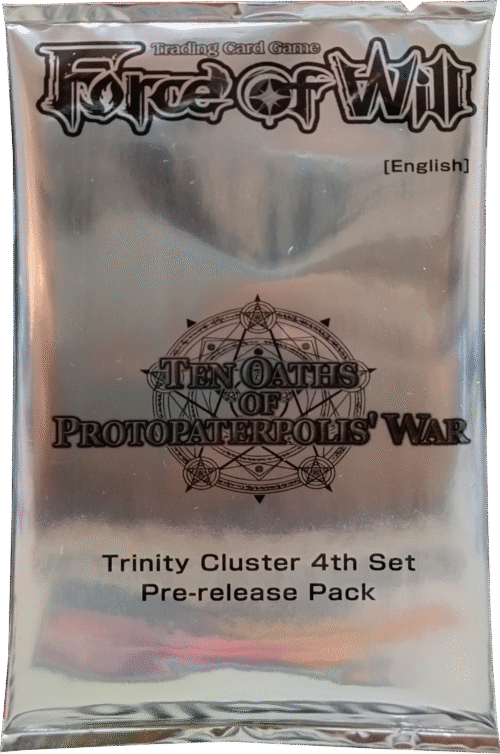 Trading Card Game
Force of Will
[English]
Ten Oaths
of
Protopaterpolis' War
Trinity Cluster 4th Set
Pre-release Pack